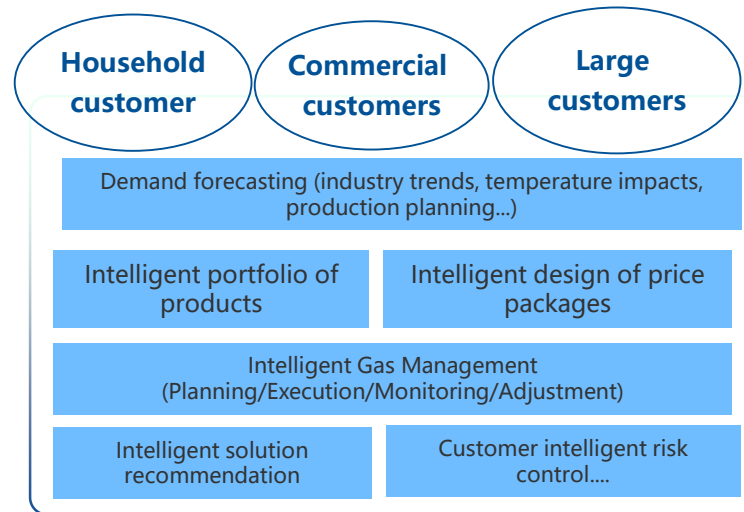 Household
customer
Commercial
customers
Large
customers
Demand forecasting (industry trends, temperature impacts,
production planning...)
Intelligent portfolio of
products
Intelligent design of price
packages
Intelligent Gas Management
(Planning/Execution/Monitoring/Adjustment)
Intelligent solution
recommendation
Customer intelligent risk
control....